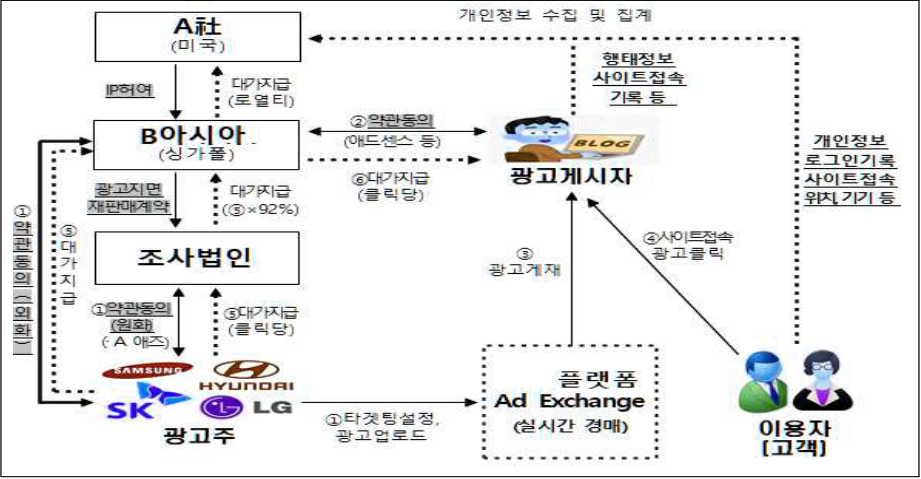 개인정보 수집 및 집계
A社
(미국)
IP허여
대가지급
(로열티)
행태정보
사이트접속
기록 등
B아시아
(싱가폴)
②약관동의
(애드센스 등)
BLOG
⑥대가지급
(클릭당)
광고게시자
개인정보
로그인기록
사이트접속
위치,기기 등
광고지면
재판매계약
대가지급
(⑤×92%)
①약관동의(외화)
⑤대가지급
조사법인
④사이트접속
광고클릭
③
광고게재
①약관동의
(원화)
(·A 애즈)
⑤대가지급
(클릭당)
SAMSUNG
HYUNDAI
SK
LG
광고주
①타겟팅설정,
광고업로드
플랫폼
Ad Exchange
(실시간 경매)
이용자
(고객)